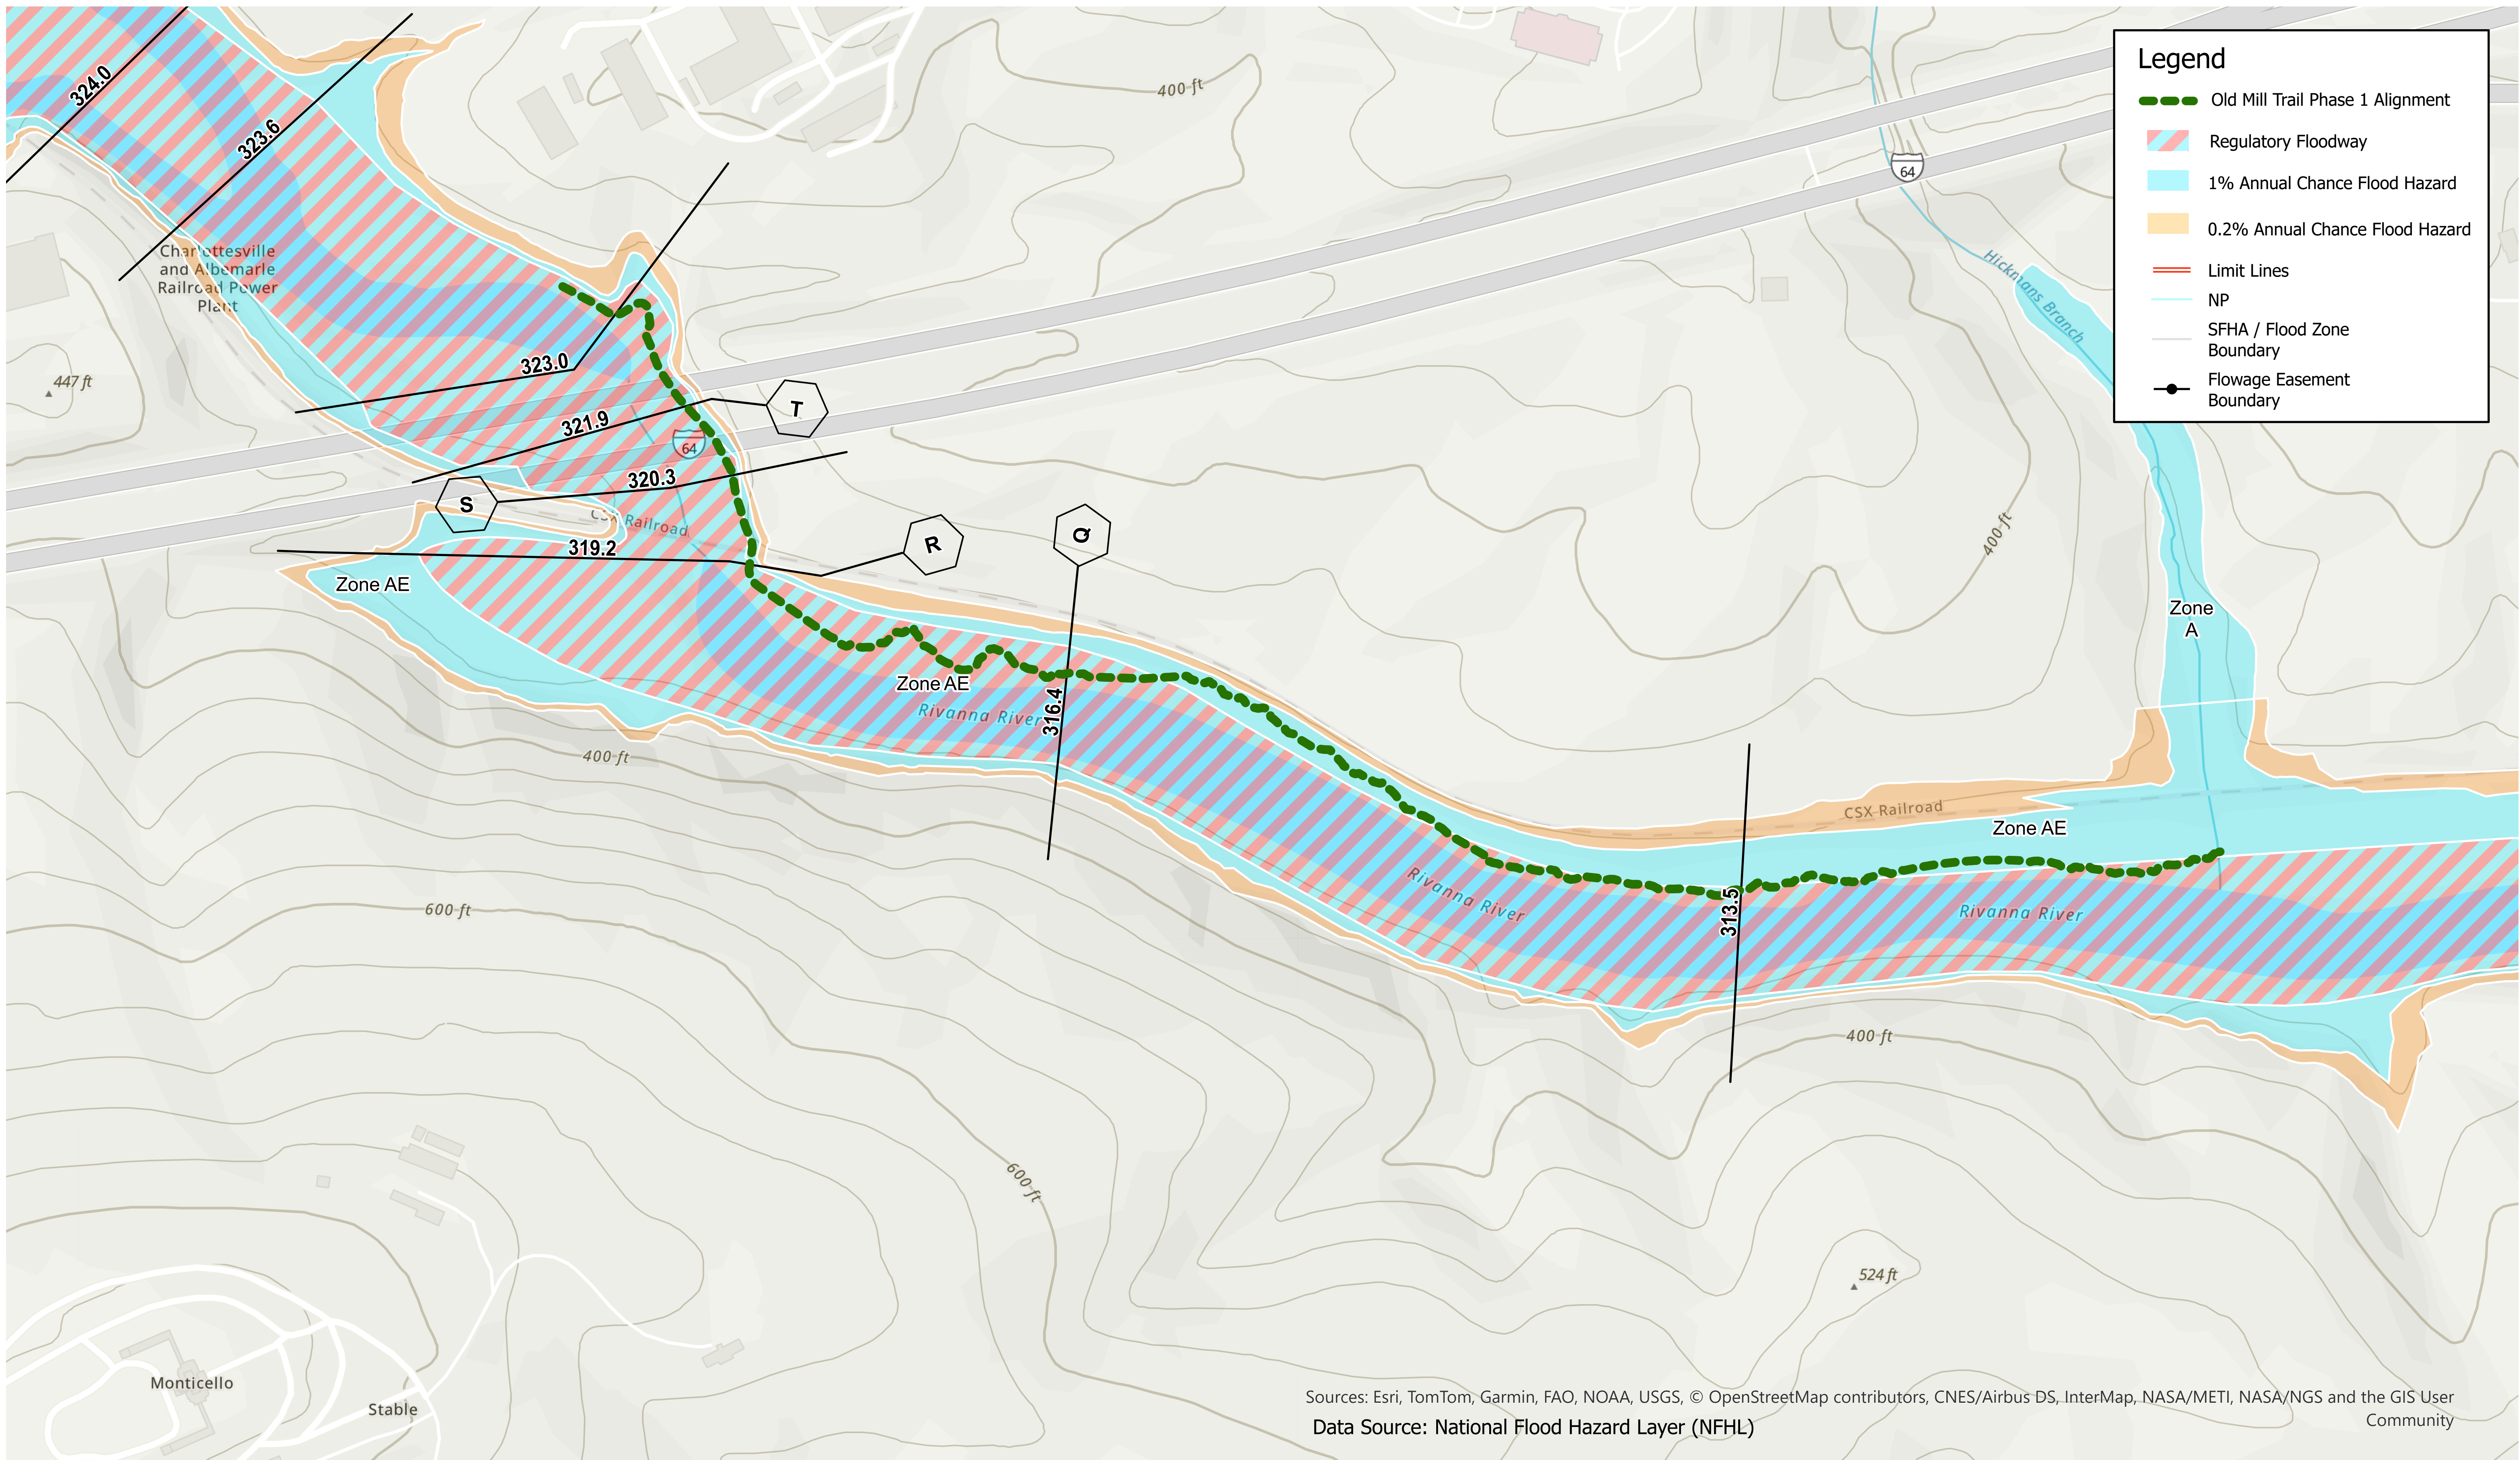 Legend
Old Mill Trail Phase 1 Alignment
Regulatory Floodway
1% Annual Chance Flood Hazard
0.2% Annual Chance Flood Hazard
Limit Lines
NP
SFHA / Flood Zone
Boundary
Flowage Easement
Boundary
324.0
323.6
400 ft
64
Charlottesville
and Albemarle
Railroad Power
Plant
Hickmans Branch
323.0
447 ft
T
321.9
64
320.3
S
CSX Railroad
R
Q
319.2
400 ft
Zone AE
Zone
A
Zone AE
316.4
Rivanna River
400 ft
CSX Railroad
Zone AE
Rivanna River
313.5
Rivanna River
600 ft
400 ft
600 ft
524 ft
Monticello
Stable
Sources: Esri, TomTom, Garmin, FAO, NOAA, USGS, © OpenStreetMap contributors, CNES/Airbus DS, InterMap, NASA/METI, NASA/NGS and the GIS User
Community
Data Source: National Flood Hazard Layer (NFHL)